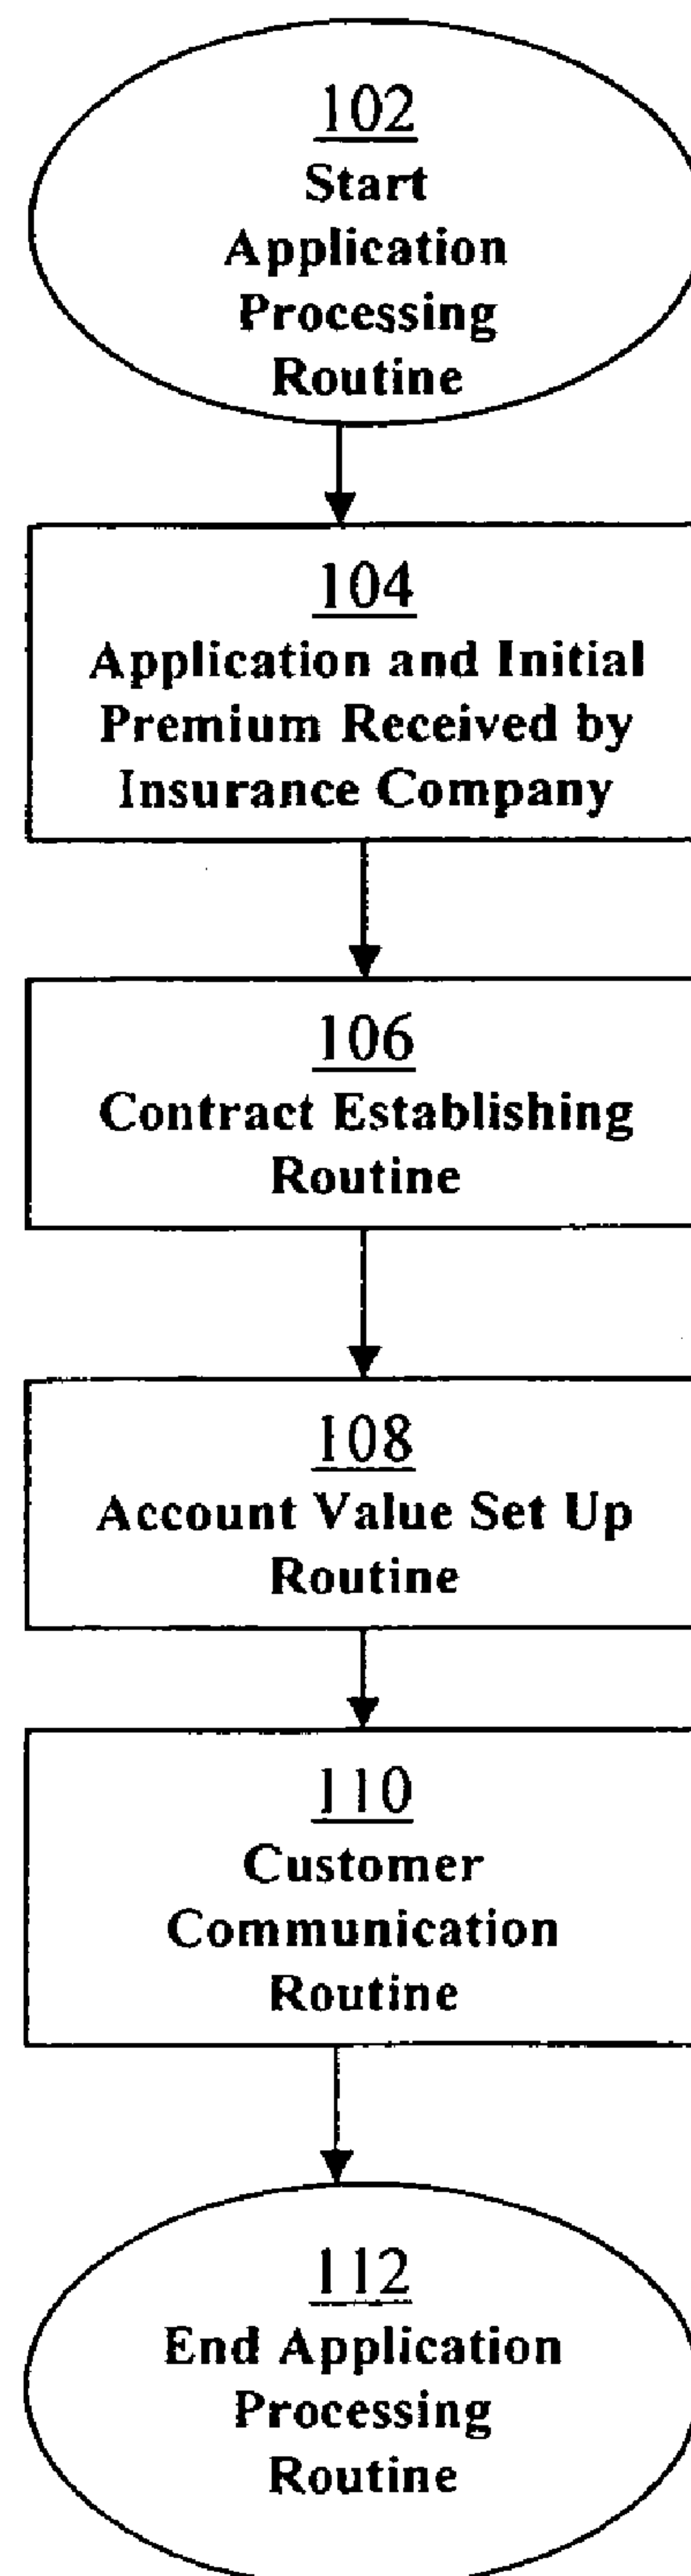 102
Start
Application
Processing
Routine
104
Application and Initial
Premium Received by
Insurance Company
106
Contract Establishing
Routine
108
Account Value Set Up
Routine
110
Customer
Communication
Routine
112
End Application
Processing
Routine